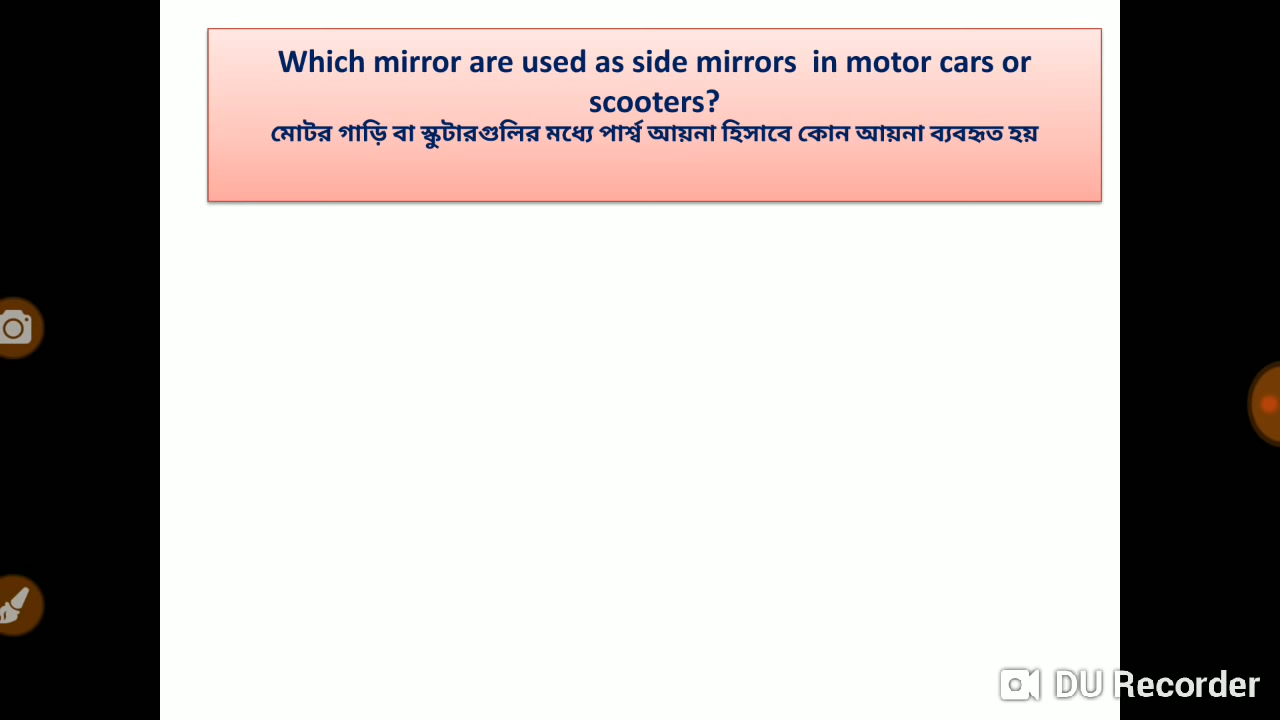 Which mirror are used as side mirrors  in motor cars or
scooters?
মোটর গাড়ি বা স্কুটারগুলির মধ্যে পার্শ্ব আয়না হিসাবে কোন আয়না ব্যবহৃত হয়
DU Recorder